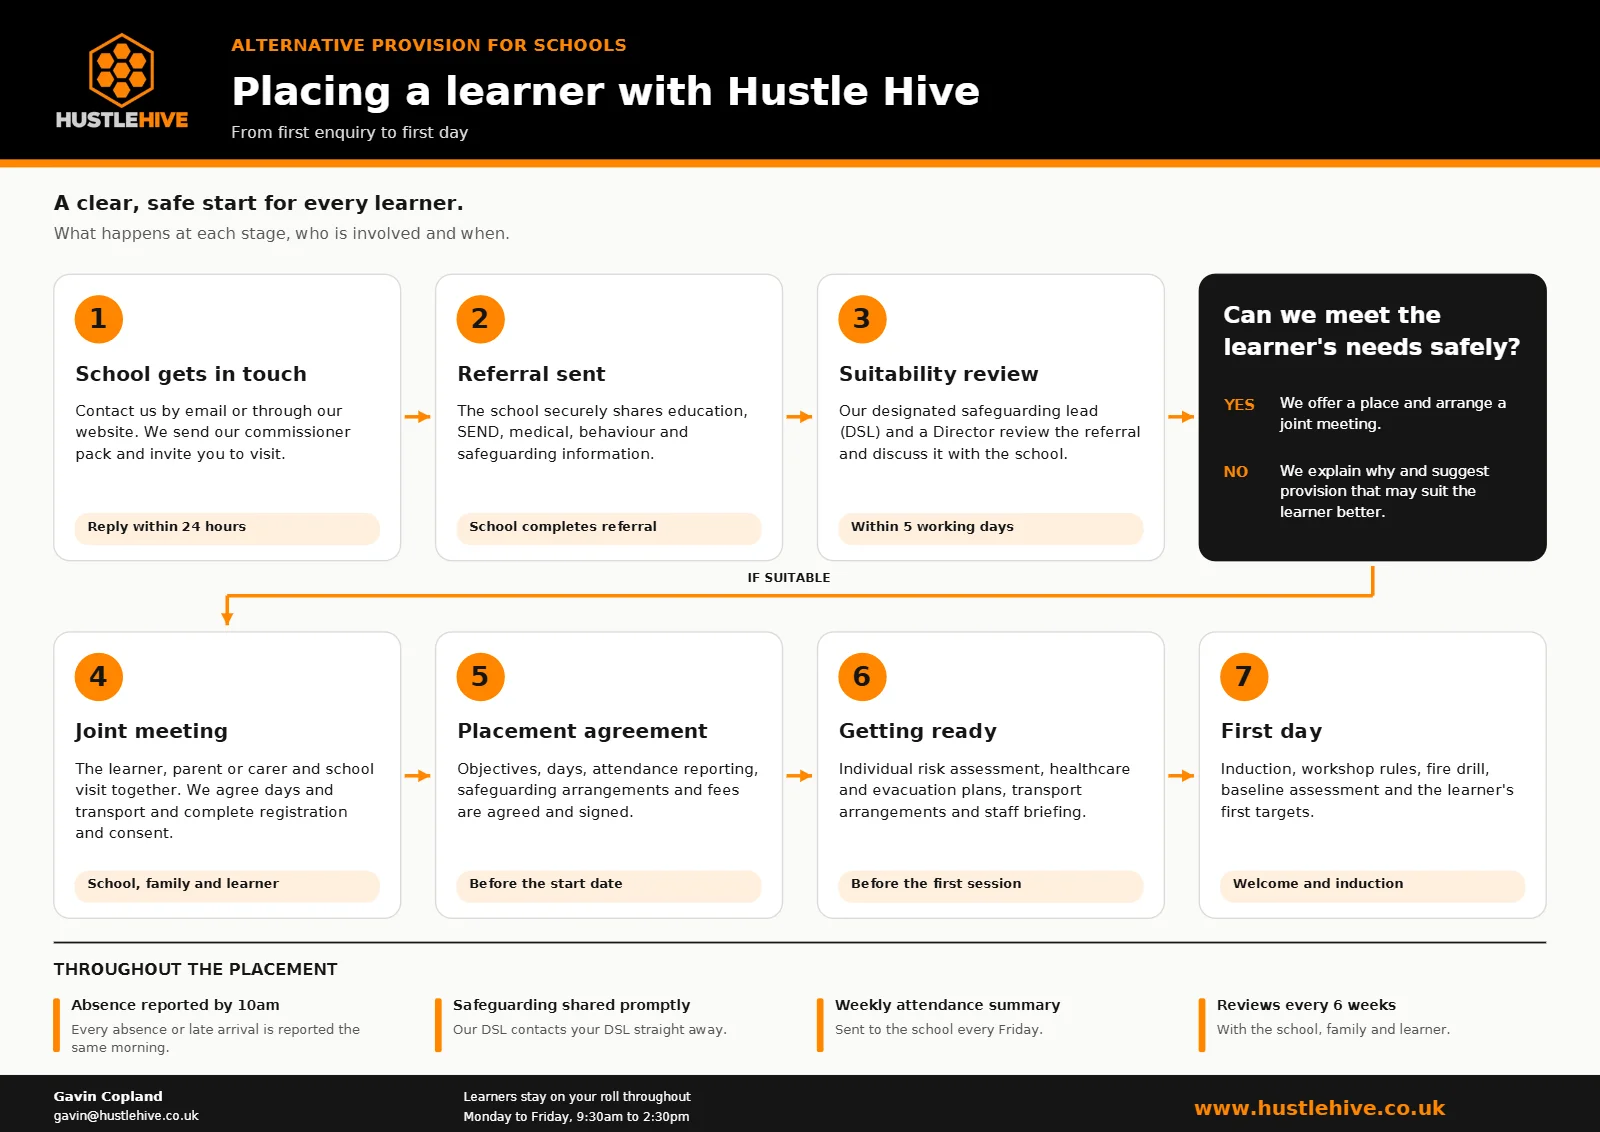 ALTERNATIVE PROVISION FOR SCHOOLS
Placing a learner with Hustle Hive
From first enquiry to first day
HUSTLEHIVE
A clear, safe start for every learner.
What happens at each stage, who is involved and when.
1
School gets in touch
Contact us by email or through our
website. We send our commissioner
pack and invite you to visit.
Reply within 24 hours
2
Referral sent
The school securely shares education,
SEND, medical, behaviour and
safeguarding information.
School completes referral
3
Suitability review
Our designated safeguarding lead
(DSL) and a Director review the referral
and discuss it with the school.
Within 5 working days
Can we meet the
learner's needs safely?
YES We offer a place and arrange a
joint meeting.
NO We explain why and suggest
provision that may suit the
learner better.
IF SUITABLE
4
Joint meeting
The learner, parent or carer and school
visit together. We agree days and
transport and complete registration
and consent.
School, family and learner
5
Placement agreement
Objectives, days, attendance reporting,
safeguarding arrangements and fees
are agreed and signed.
Before the start date
6
Getting ready
Individual risk assessment, healthcare
and evacuation plans, transport
arrangements and staff briefing.
Before the first session
7
First day
Induction, workshop rules, fire drill,
baseline assessment and the learner's
first targets.
Welcome and induction
THROUGHOUT THE PLACEMENT
Absence reported by 10am
Every absence or late arrival is reported the
same morning.
Safeguarding shared promptly
Our DSL contacts your DSL straight away.
Weekly attendance summary
Sent to the school every Friday.
Reviews every 6 weeks
With the school, family and learner.
Gavin Copland
gavin@hustlehive.co.uk
Learners stay on your roll throughout
Monday to Friday, 9:30am to 2:30pm
www.hustlehive.co.uk